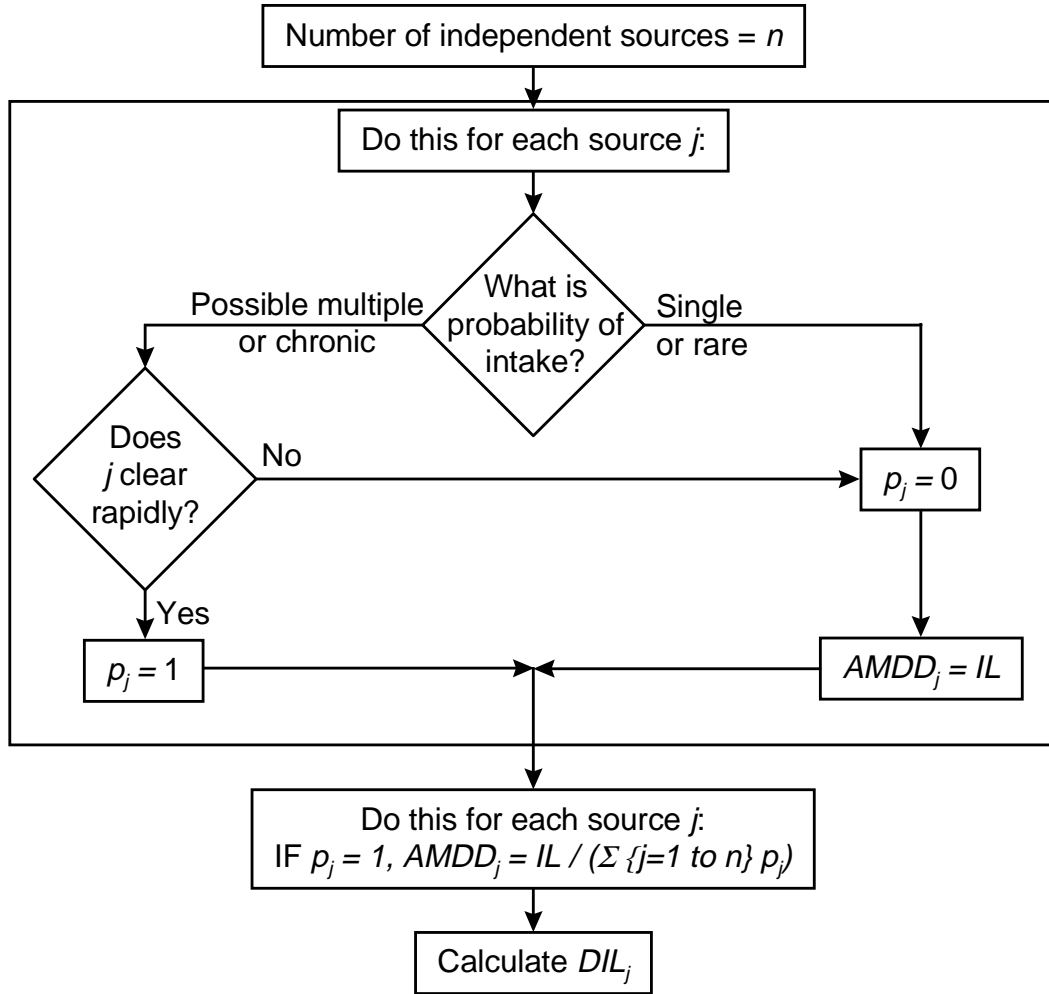 Number of independent sources = n
Do this for each source j:
What is
probability of
intake?
Possible multiple
or chronic
Single
or rare
Does
j clear
rapidly?
No
p_j = 0
Yes
p_j = 1
AMDD_j = IL
Do this for each source j:
IF p_j = 1, AMDD_j = IL / (Σ {j=1 to n} p_j)
Calculate DIL_j